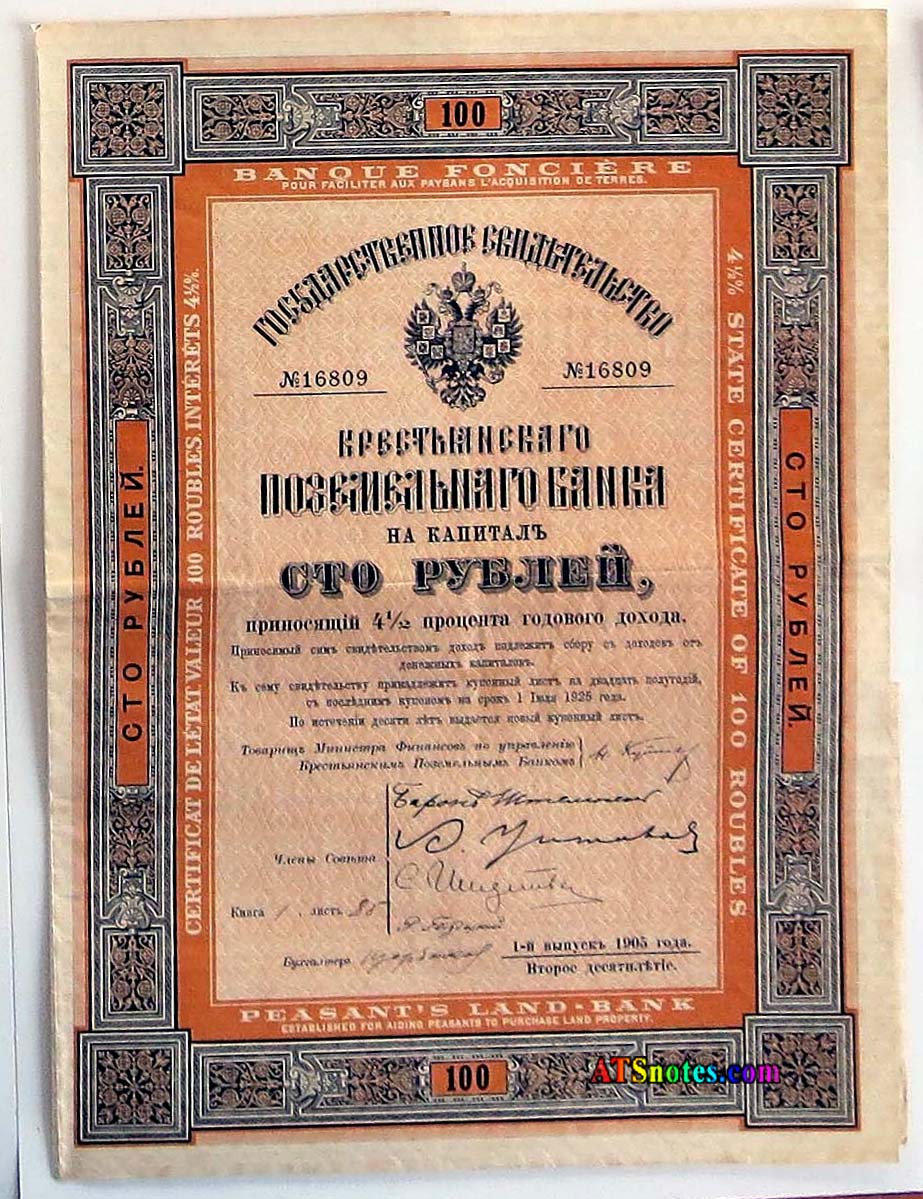 100
BANQUE FONCIÈRE
POUR FACILITER AUX PAYSANS L'ACQUISITION DE TERRES.
ГОСУДАРСТВЕННОЕ СВИДѢТЕЛЬСТВО
№16809
№16809
КРЕСТЬЯНСКАГО
ПОЗЕМЕЛЬНАГО БАНКА
НА КАПИТАЛЪ
СТО РУБЛЕЙ,
приносящій 4½ процента годового дохода.
Приносимый симъ свидѣтельствомъ доходъ подлежитъ сбору съ доходовъ отъ
денежныхъ капиталовъ.
Къ сему свидѣтельству принадлежитъ купонный листъ на двадцать полугодій,
съ послѣднимъ купономъ на срокъ 1 Іюля 1925 года.
По истеченіи десяти лѣтъ выдается новый купонный листъ.
Товарищъ Министра Финансовъ по управленію
Крестьянскимъ Поземельнымъ Банкомъ
Баронъ
Члены Совѣта
Книга 1. листъ 85
Бухгалтеръ
1-й выпускъ 1905 года.
Второе десятилѣтіе.
PEASANT'S LAND-BANK
ESTABLISHED FOR AIDING PEASANTS TO PURCHASE LAND PROPERTY.
100
СТО РУБЛЕЙ.
CERTIFICAT DE L'ÉTAT VALEUR 100 ROUBLES INTÉRÈTS 4½%.
4½% STATE CERTIFICATE OF 100 ROUBLES
СТО РУБЛЕЙ.
ATSnotes.com